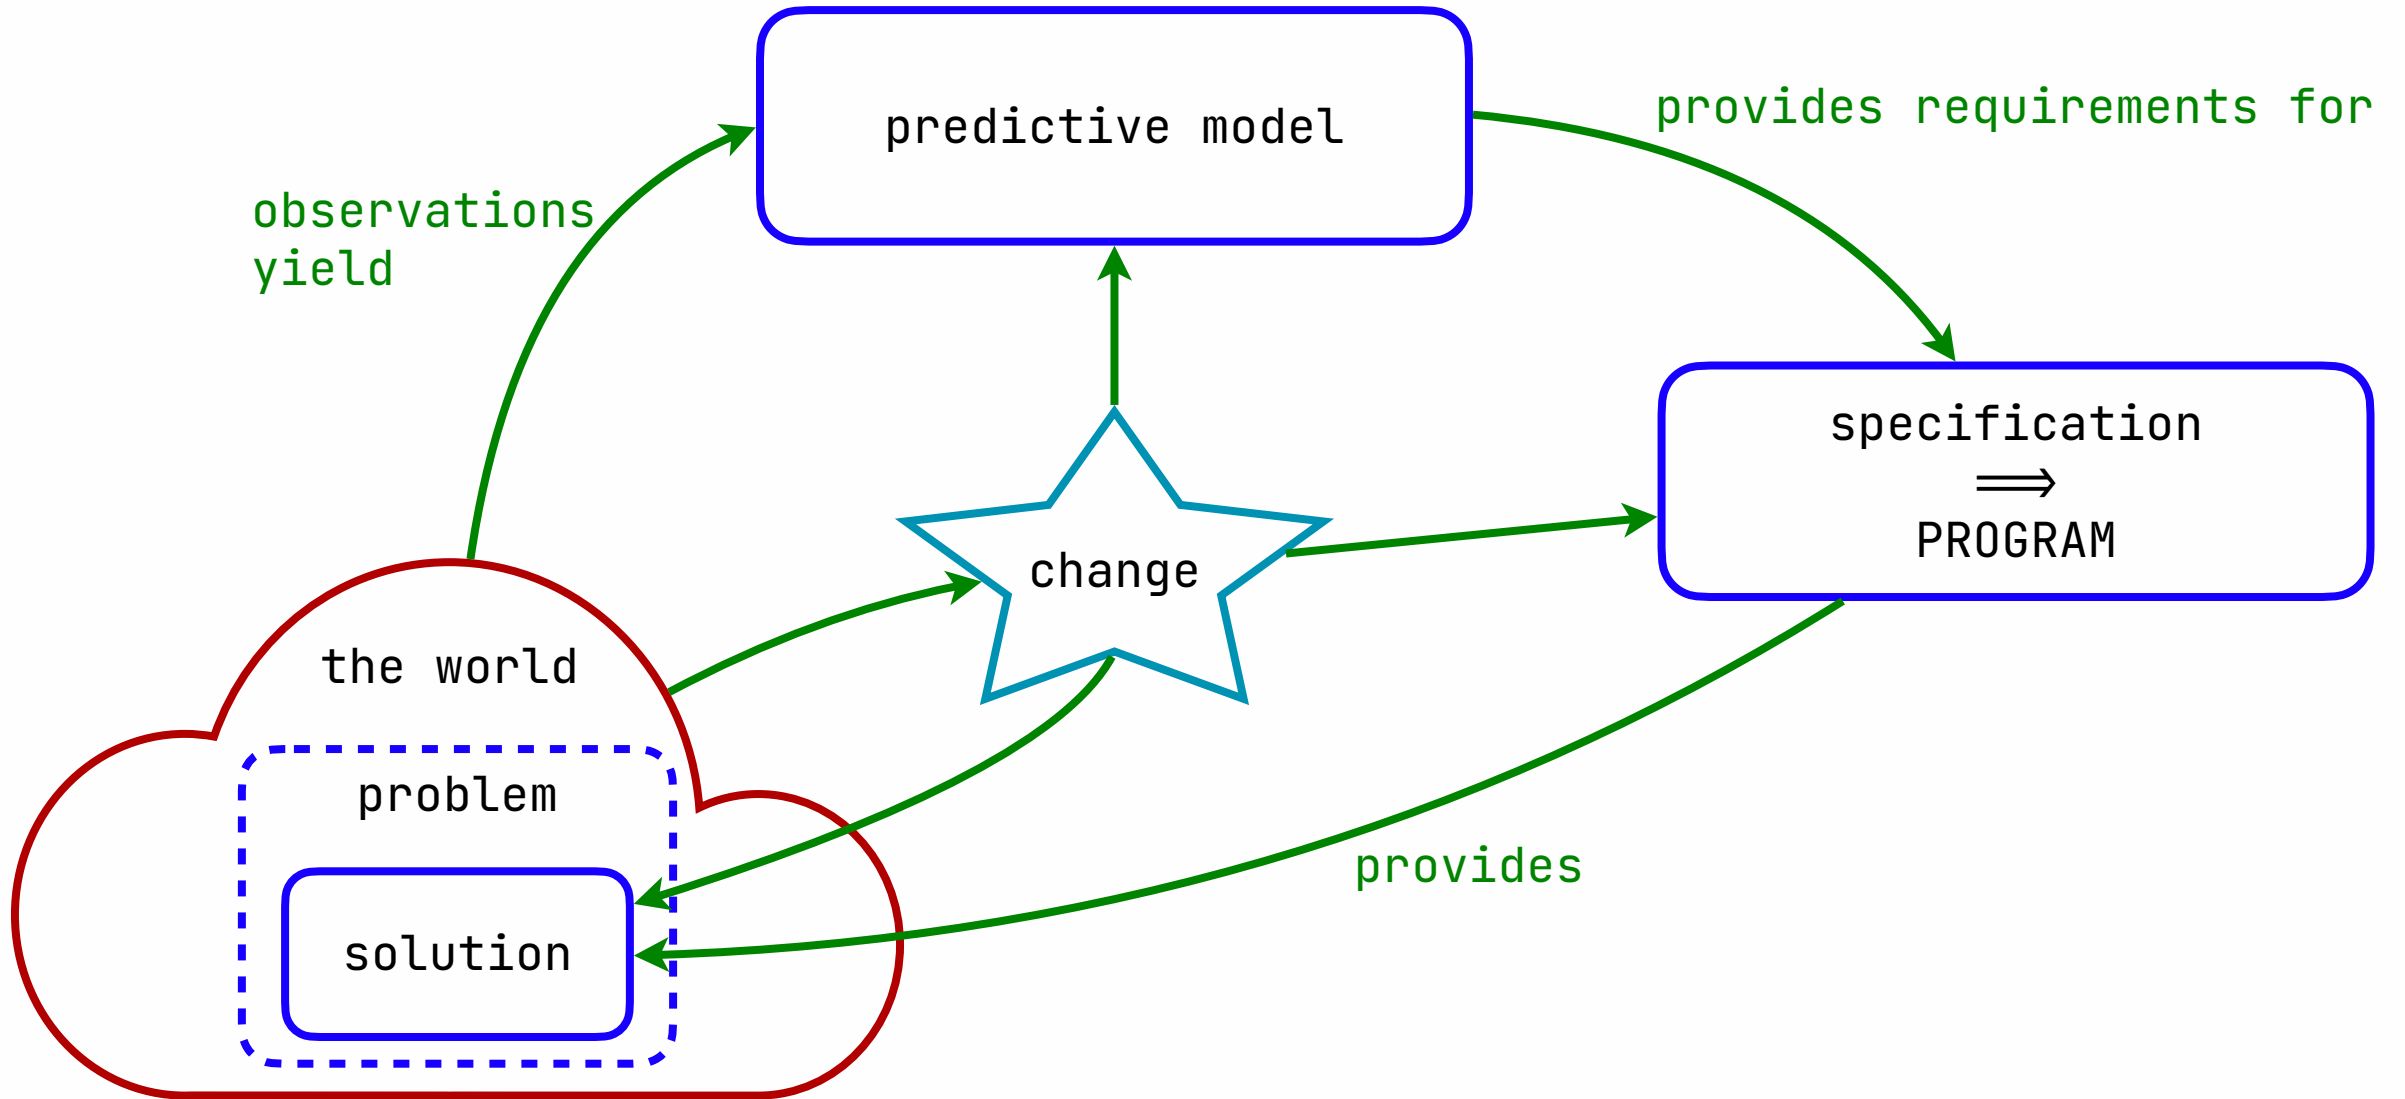 predictive model
provides requirements for
observations
yield
specification
⟹
PROGRAM
change
the world
problem
provides
solution